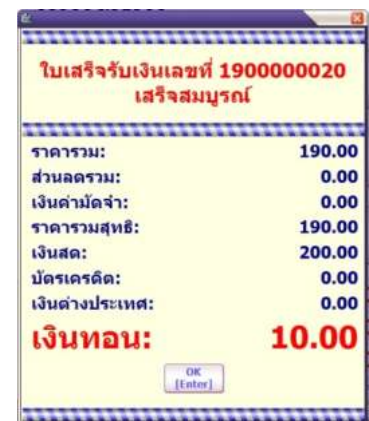 ใบเสร็จรับเงินเลขที่ 1900000020
เสร็จสมบูรณ์
ราคารวม: 190.00
ส่วนลดรวม: 0.00
เงินค่ามัดจำ: 0.00
ราคารวมสุทธิ: 190.00
เงินสด: 200.00
บัตรเครดิต: 0.00
เงินต่างประเทศ: 0.00
เงินทอน: 10.00
OK
[Enter]